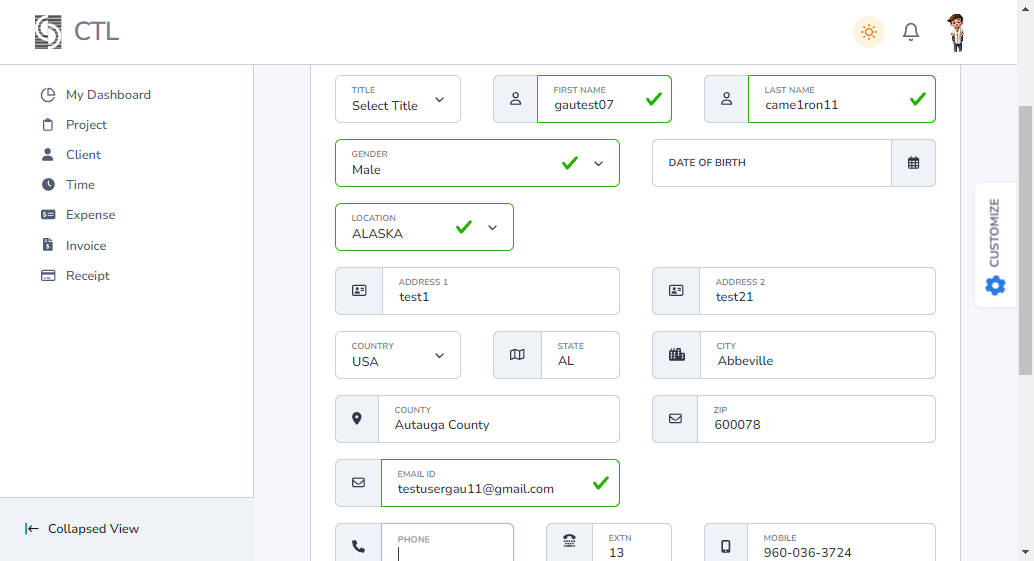 CTL
My Dashboard
Project
Client
Time
Expense
Invoice
Receipt
Collapsed View
TITLE
Select Title
FIRST NAME
gautest07
LAST NAME
came1ron11
GENDER
Male
DATE OF BIRTH
LOCATION
ALASKA
ADDRESS 1
test1
ADDRESS 2
test21
COUNTRY
USA
STATE
AL
CITY
Abbeville
COUNTY
Autauga County
ZIP
600078
EMAIL ID
testusergau11@gmail.com
PHONE
EXTN
13
MOBILE
960-036-3724
CUSTOMIZE